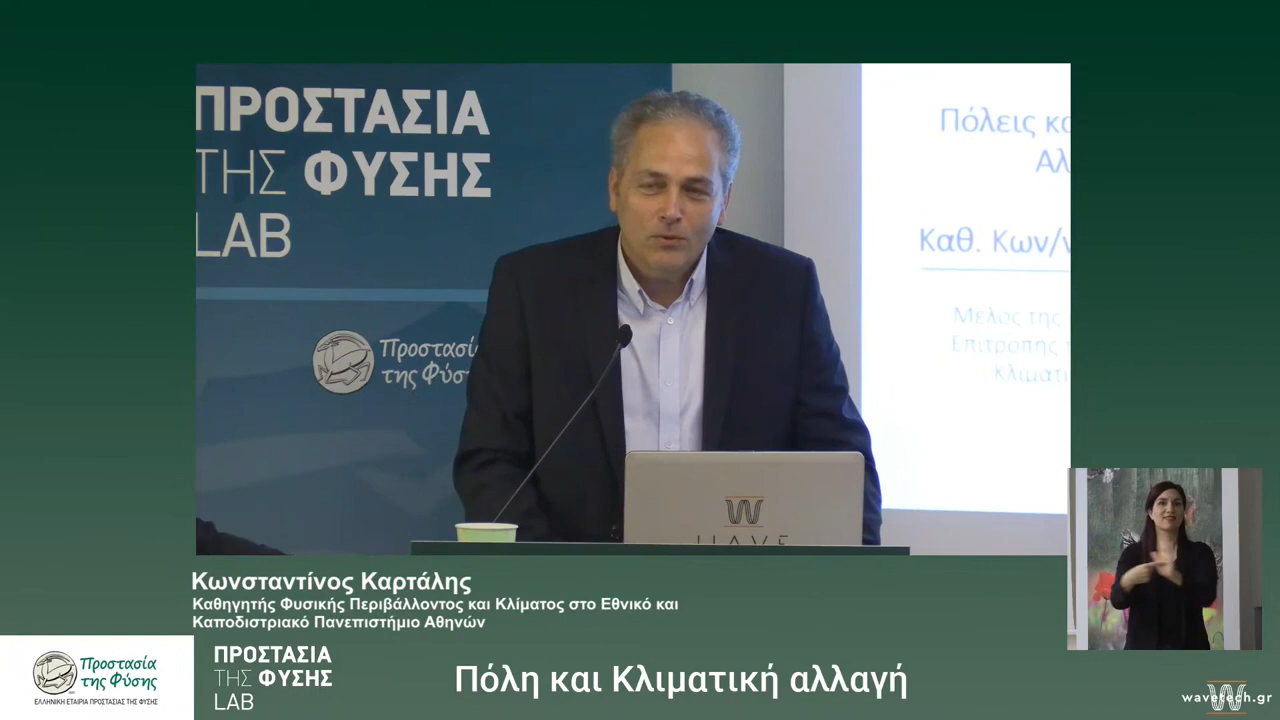 ΠΡΟΣΤΑΣΙΑ
ΤΗΣ ΦΥΣΗΣ
LAB
Προστασί
της Φύσ
Πόλεις κα
Αλ
Καθ. Κων/ν
Μέλος της
Επιτροπής
Κλιματι
W
WAVE
Κωνσταντίνος Καρτάλης
Καθηγητής Φυσικής Περιβάλλοντος και Κλίματος στο Εθνικό και
Καποδιστριακό Πανεπιστήμιο Αθηνών
Προστασία
της Φύσης
ΕΛΛΗΝΙΚΗ ΕΤΑΙΡΙΑ ΠΡΟΣΤΑΣΙΑΣ ΤΗΣ ΦΥΣΗΣ
ΠΡΟΣΤΑΣΙΑ
ΤΗΣ ΦΥΣΗΣ
LAB
Πόλη και Κλιματική αλλαγή
wavetech.gr